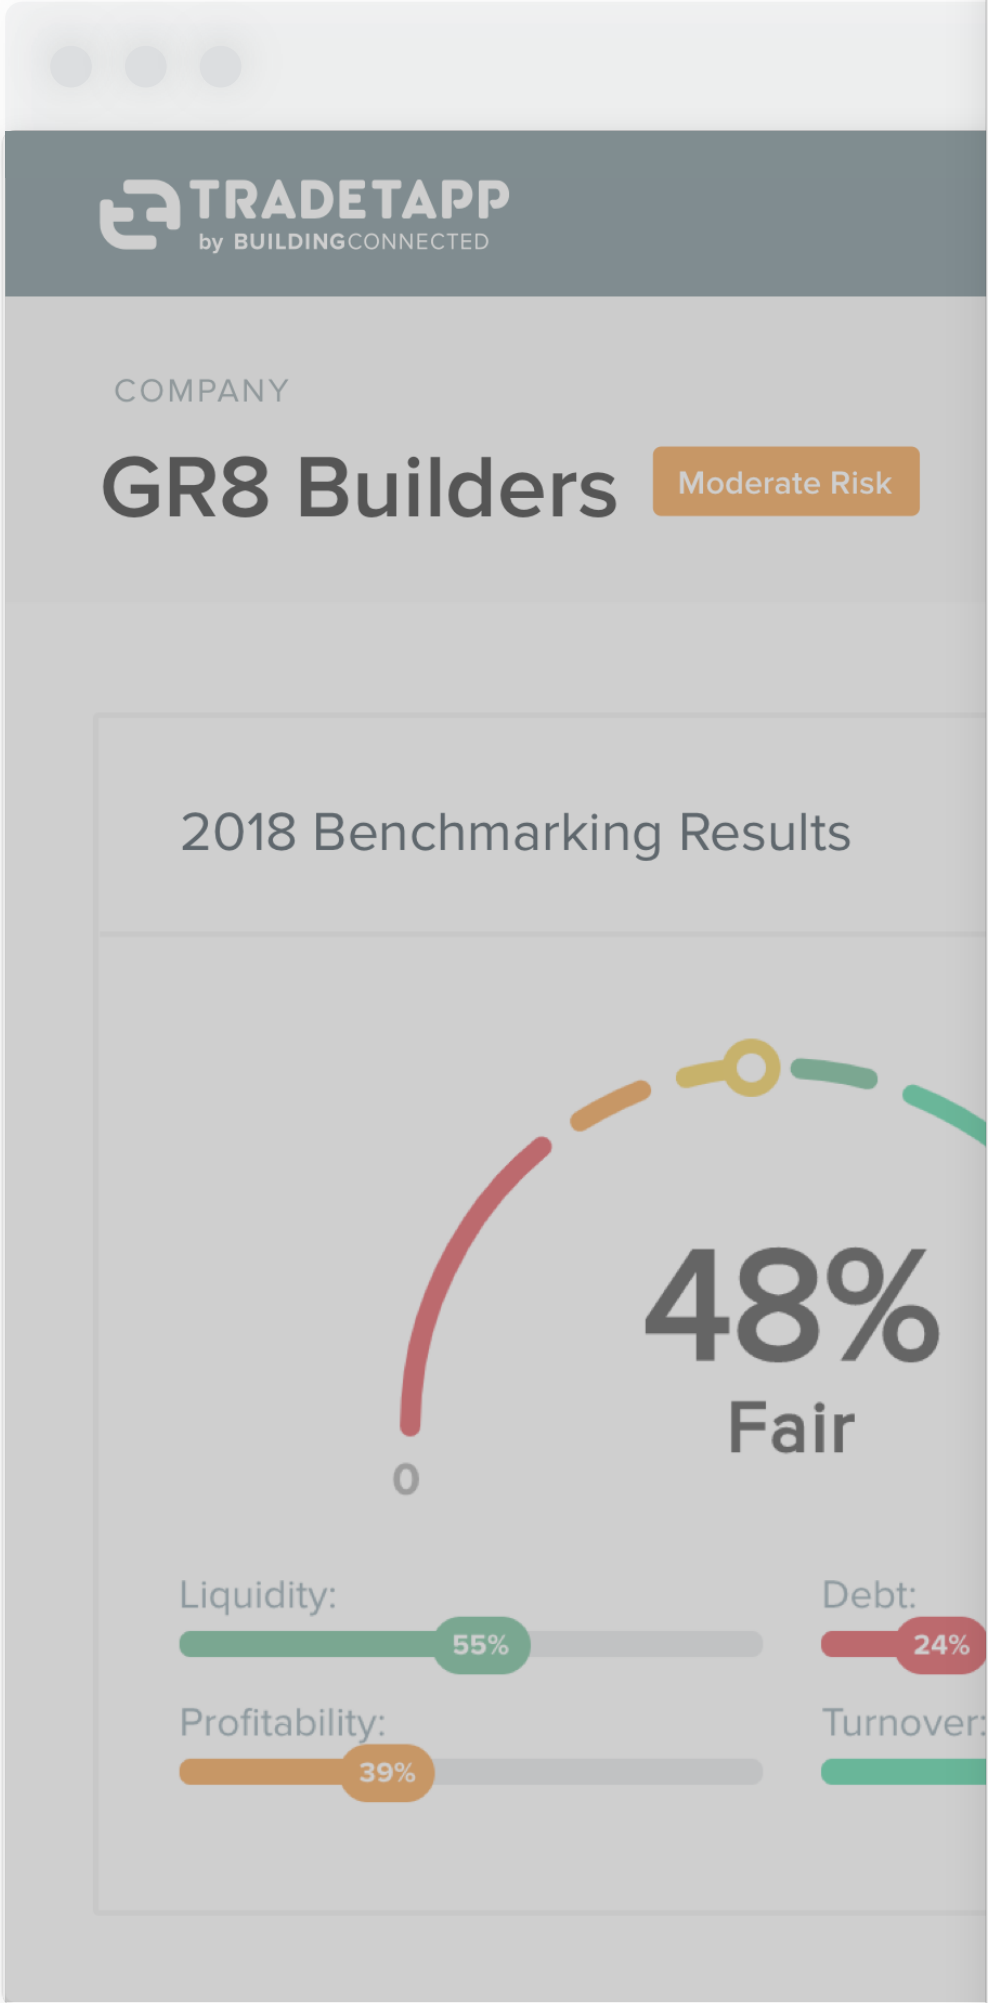 TRADETAPP
by BUILDINGCONNECTED
COMPANY
GR8 Builders Moderate Risk
2018 Benchmarking Results
48%
Fair
0
Liquidity: Debt:
55% 24%
Profitability: Turnover:
39%